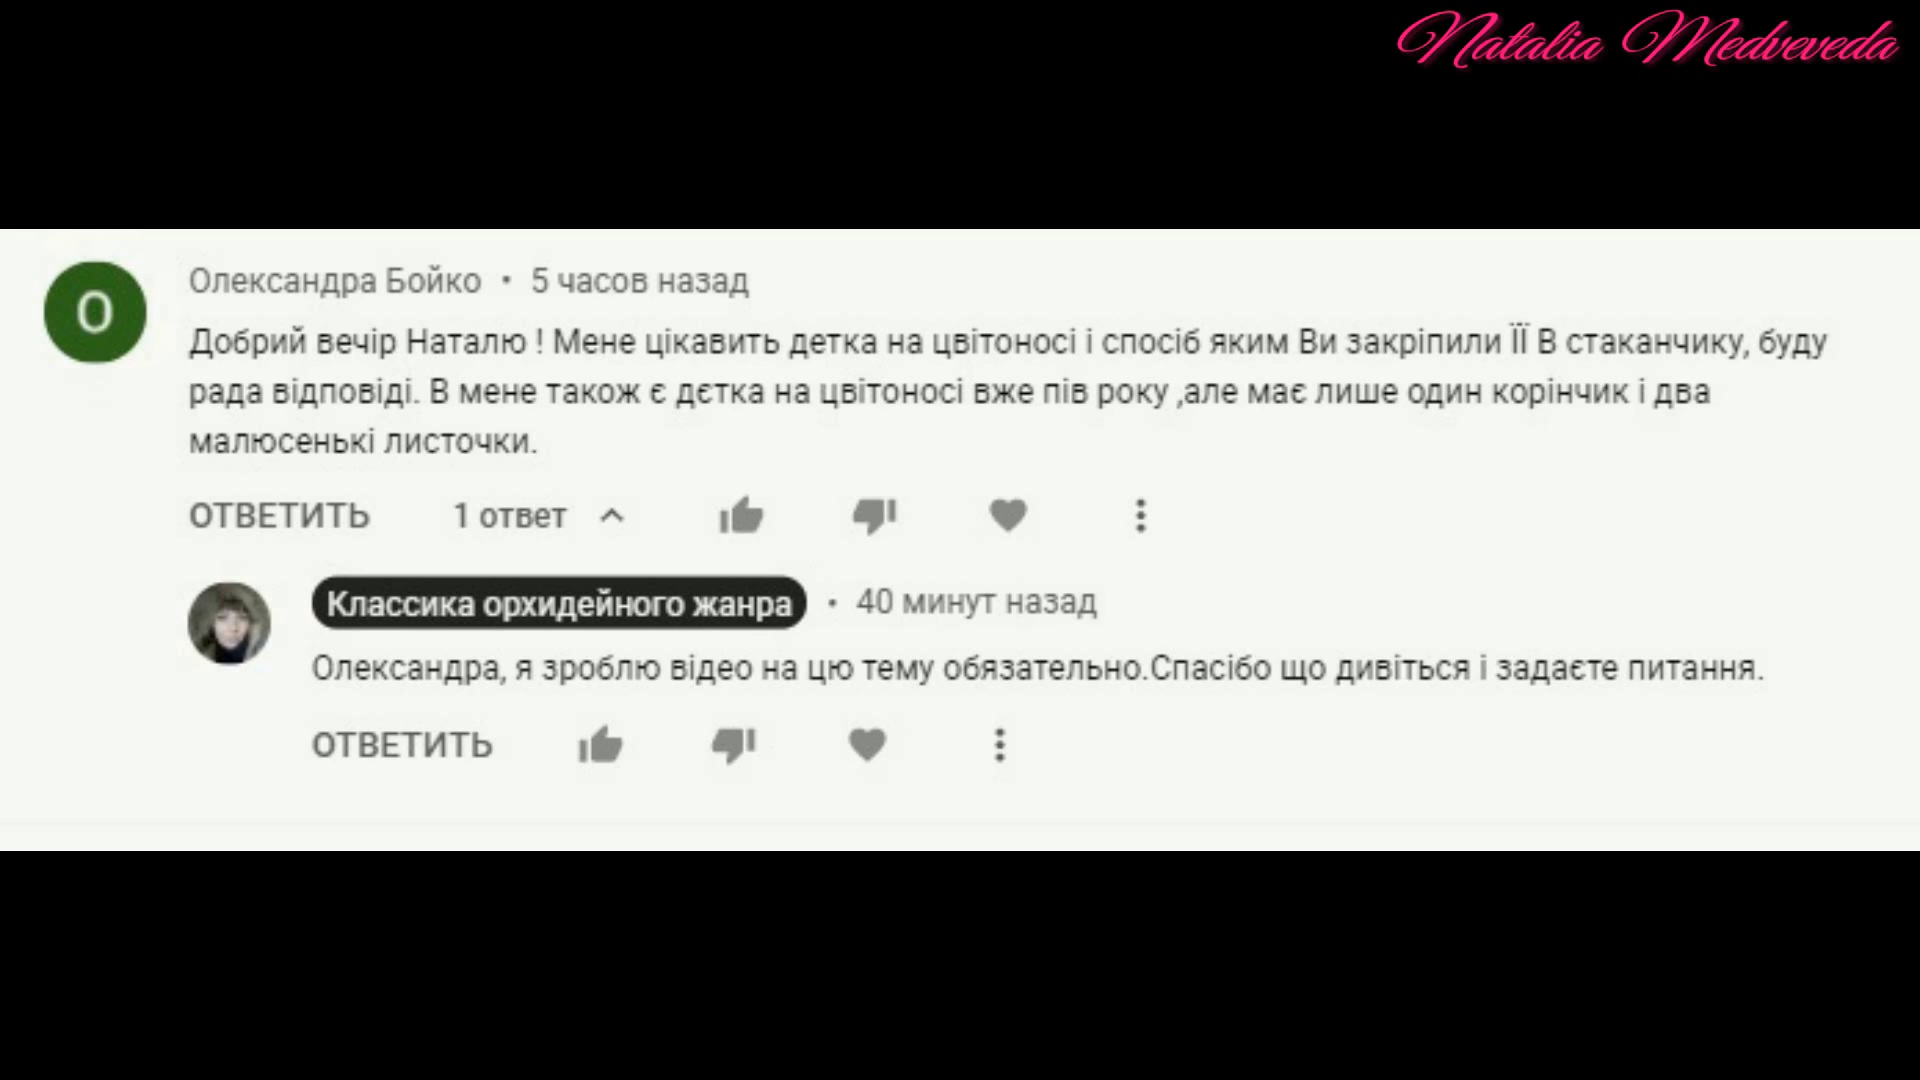 Natalia Medveveda
Олександра Бойко • 5 часов назад
О
Добрий вечір Наталю ! Мене цікавить детка на цвітоносі і спосіб яким Ви закріпили ЇЇ В стаканчику, буду
рада відповіді. В мене також є дєтка на цвітоносі вже пів року ,але має лише один корінчик і два
малюсенькі листочки.
ОТВЕТИТЬ 1 ответ
Классика орхидейного жанра • 40 минут назад
Олександра, я зроблю відео на цю тему обязательно.Спасібо що дивіться і задаєте питання.
ОТВЕТИТЬ